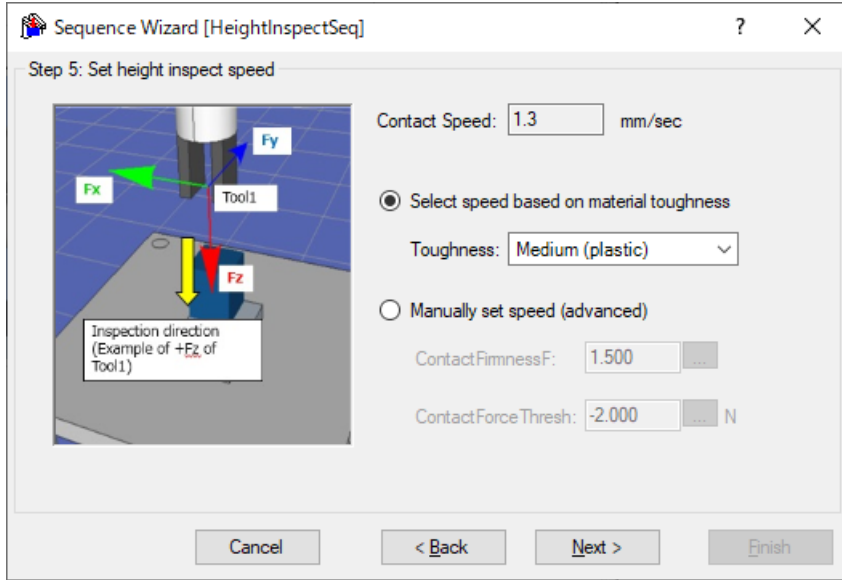 Sequence Wizard [HeightInspectSeq]
?
Step 5: Set height inspect speed
Fy
Fx
Tool1
Fz
Inspection direction
(Example of +Fz of
Tool1)
Contact Speed: 1.3 mm/sec
Select speed based on material toughness
Toughness: Medium (plastic)
Manually set speed (advanced)
ContactFirmnessF: 1.500 ...
ContactForceThresh: -2.000 ... N
Cancel
< Back
Next >
Finish